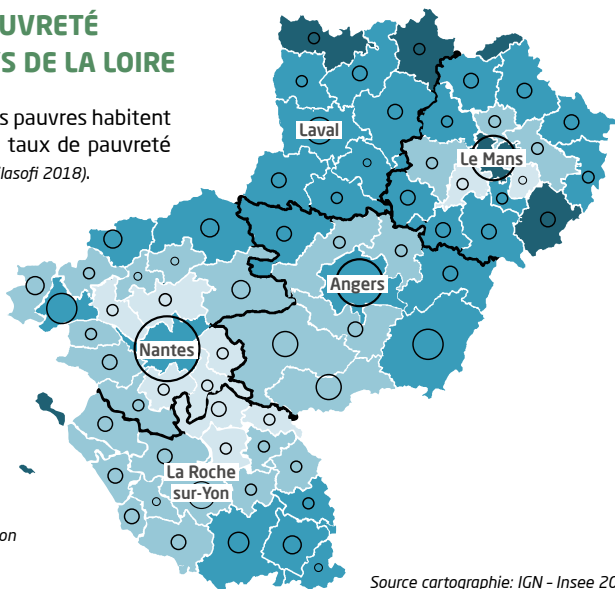 UVRETÉ
S DE LA LOIRE
s pauvres habitent
taux de pauvreté
ilasofi 2018).
Laval
Le Mans
Angers
Nantes
La Roche
sur-Yon
on
Source cartographie: IGN - Insee 20